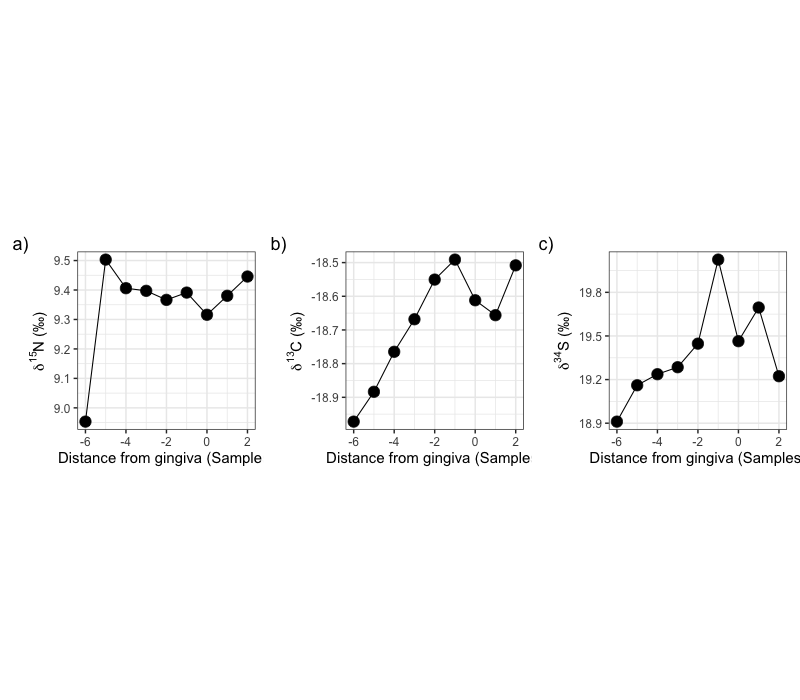 a)
δ15N (‰)
9.5
9.4
9.3
9.2
9.1
9.0
-6 -4 -2 0 2
Distance from gingiva (Sample
b)
δ13C (‰)
-18.5
-18.6
-18.7
-18.8
-18.9
-6 -4 -2 0 2
Distance from gingiva (Sample
c)
δ34S (‰)
19.8
19.5
19.2
18.9
-6 -4 -2 0 2
Distance from gingiva (Samples